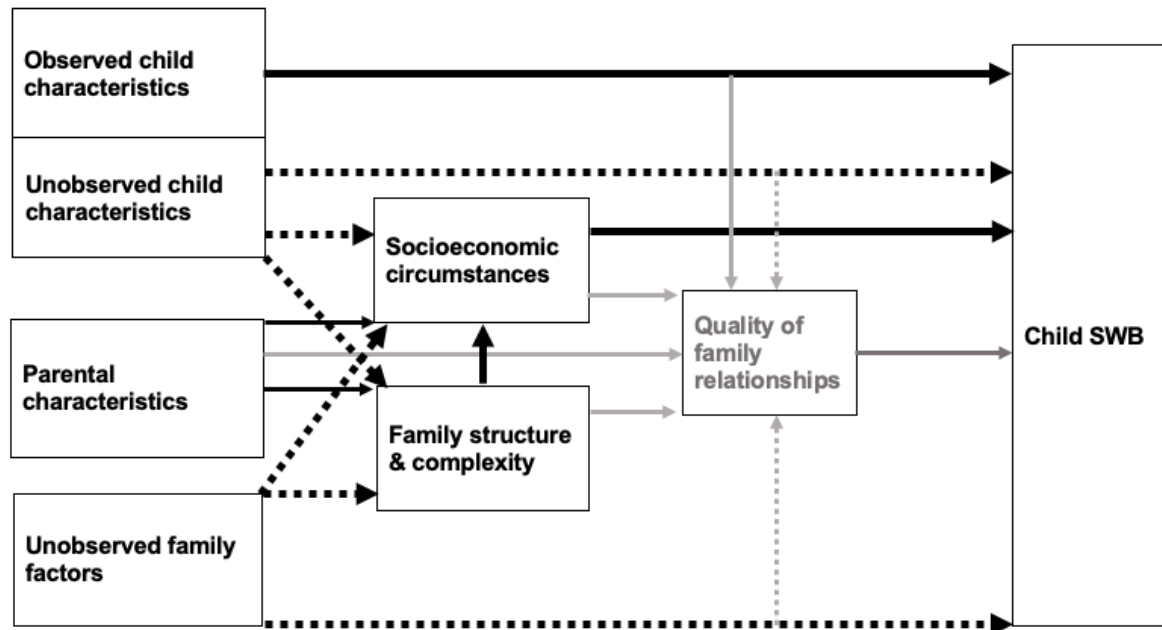 Observed child
characteristics
Unobserved child
characteristics
Socioeconomic
circumstances
Quality of
family
relationships
Child SWB
Parental
characteristics
Family structure
& complexity
Unobserved family
factors